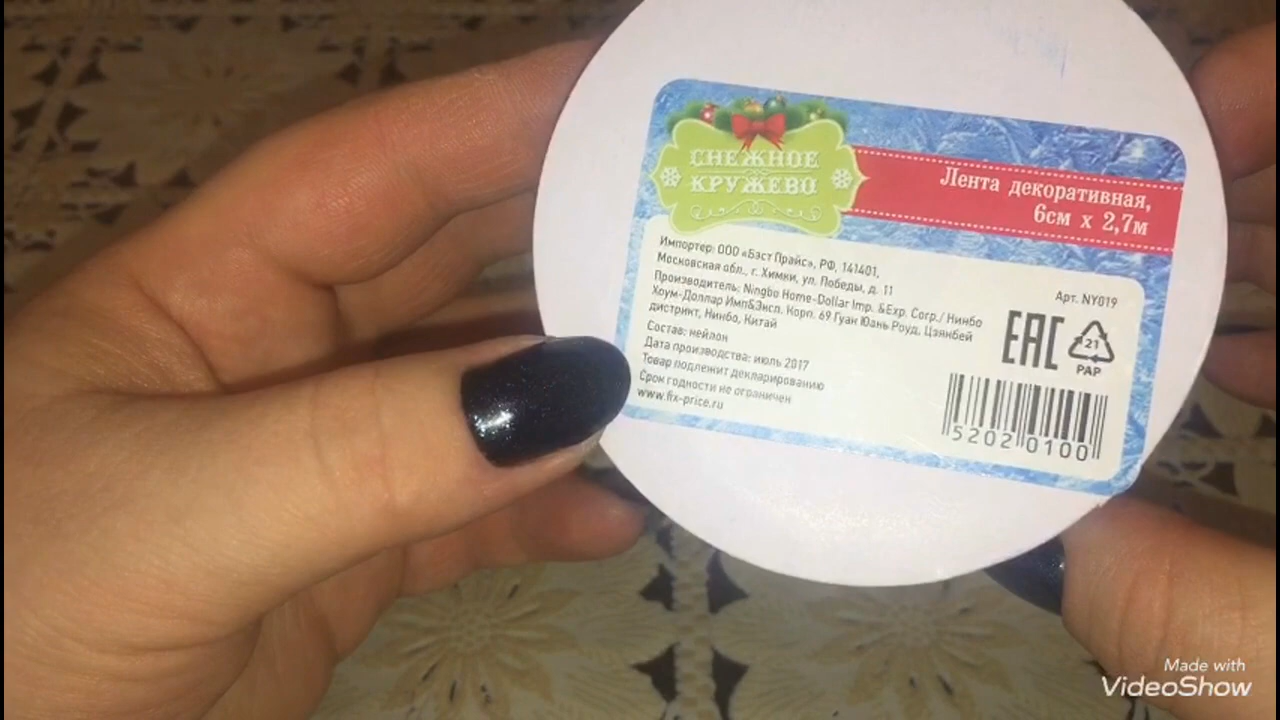 СНЕЖНОЕ
КРУЖЕВО
Лента декоративная,
6см х 2,7м
Импортер: ООО «Бэст Прайс», РФ, 141401,
Московская обл., г. Химки, ул. Победы, д. 11
Производитель: Ningbo Home-Dollar Imp. &Exp. Corp./ Нинбо
Хоум-Доллар Имп&Эксп. Корп. 69 Гуан Юань Роуд, Цзянбей
дистрикт, Нинбо, Китай
Состав: нейлон
Дата производства: июль 2017
Товар подлежит декларированию
Срок годности не ограничен
www.fix-price.ru
Арт. NY019
EAC
21
PAP
5202 0100
Made with
VideoShow